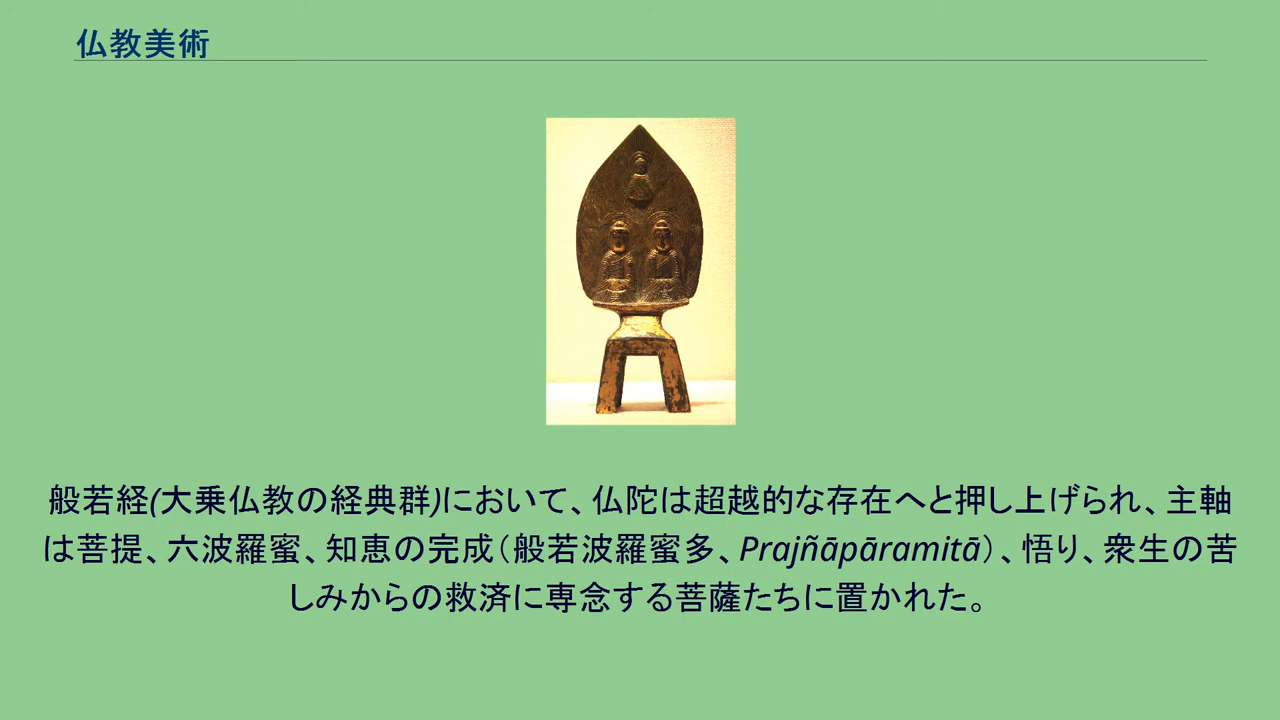 仏教美術
般若経(大乗仏教の経典群)において、仏陀は超越的な存在へと押し上げられ、主軸
は菩提、六波羅蜜、知恵の完成（般若波羅蜜多、Prajñāpāramitā）、悟り、衆生の苦
しみからの救済に専念する菩薩たちに置かれた。